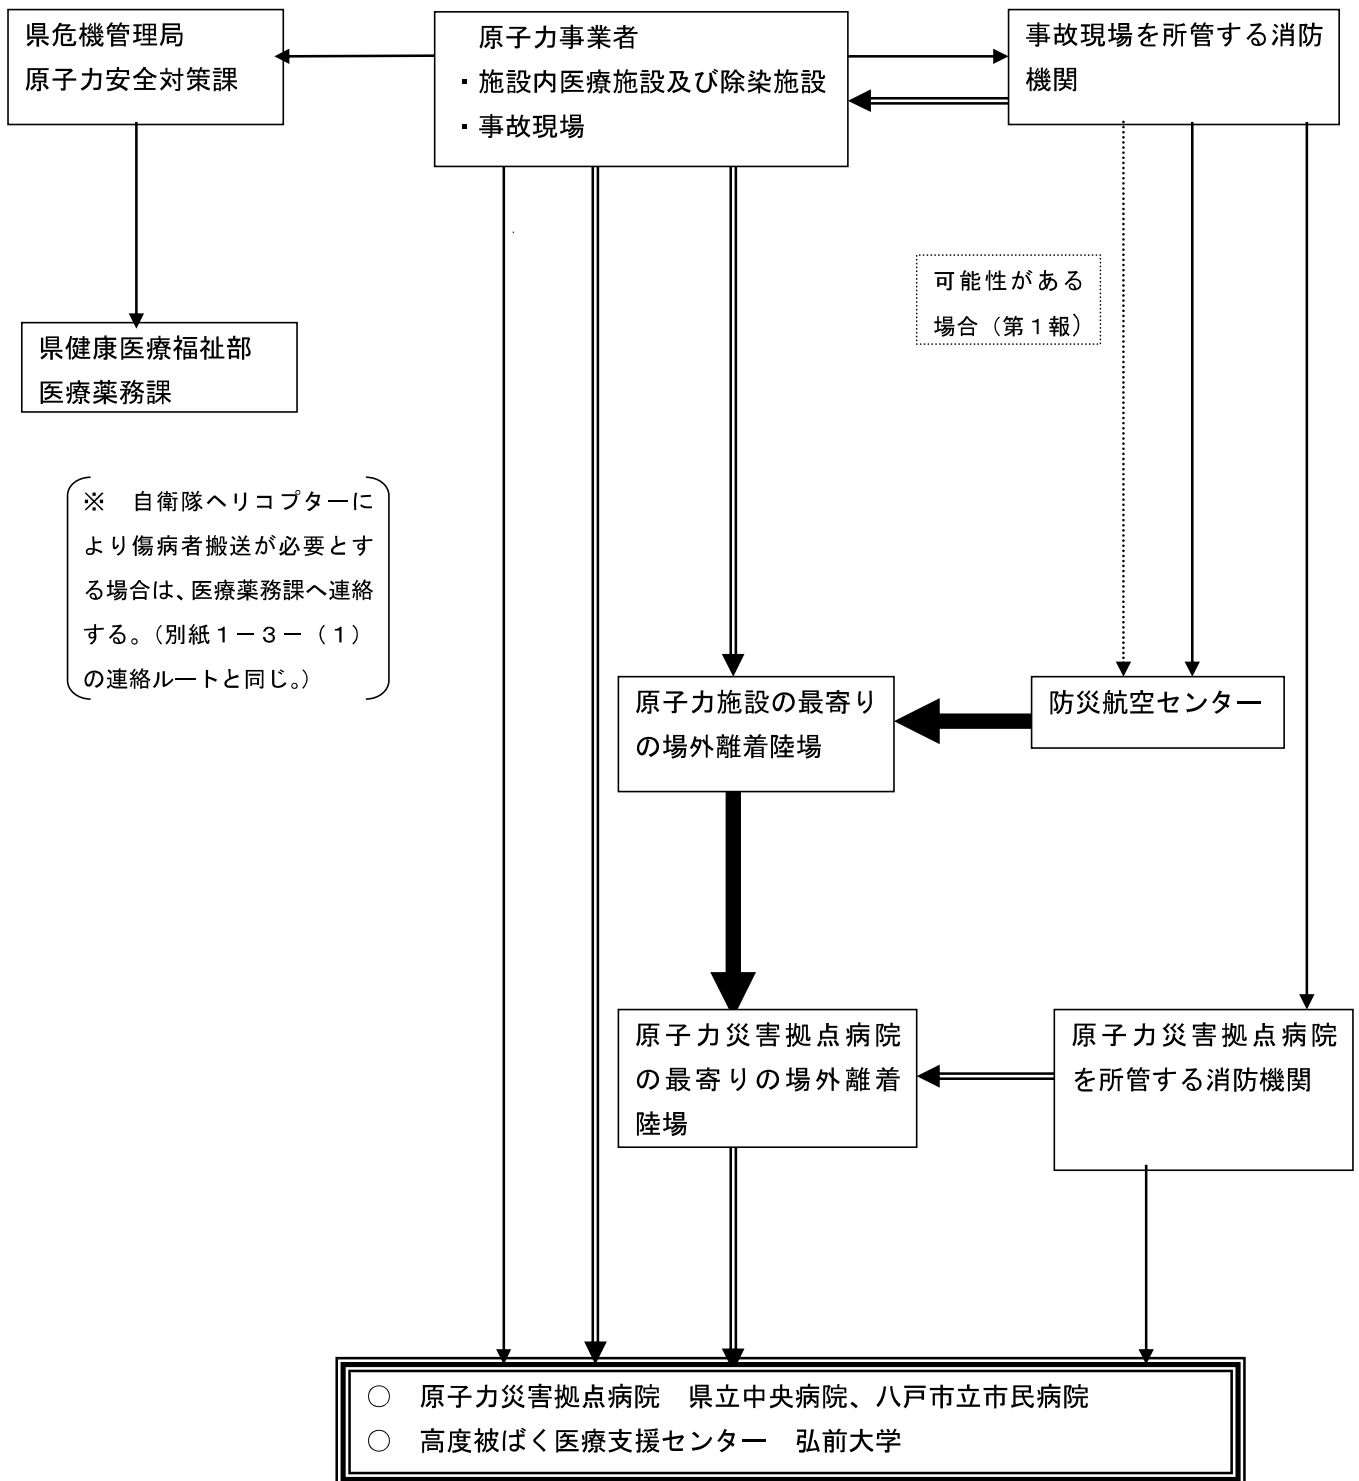 県危機管理局
原子力安全対策課
原子力事業者
・施設内医療施設及び除染施設
・事故現場
事故現場を所管する消防
機関
可能性がある
場合（第１報）
県健康医療福祉部
医療薬務課
※　自衛隊ヘリコプターに
より傷病者搬送が必要とす
る場合は、医療薬務課へ連絡
する。（別紙１－３－（１）
の連絡ルートと同じ。）
原子力施設の最寄り
の場外離着陸場
防災航空センター
原子力災害拠点病院
の最寄りの場外離着
陸場
原子力災害拠点病院
を所管する消防機関
○　原子力災害拠点病院　県立中央病院、八戸市立市民病院
○　高度被ばく医療支援センター　弘前大学